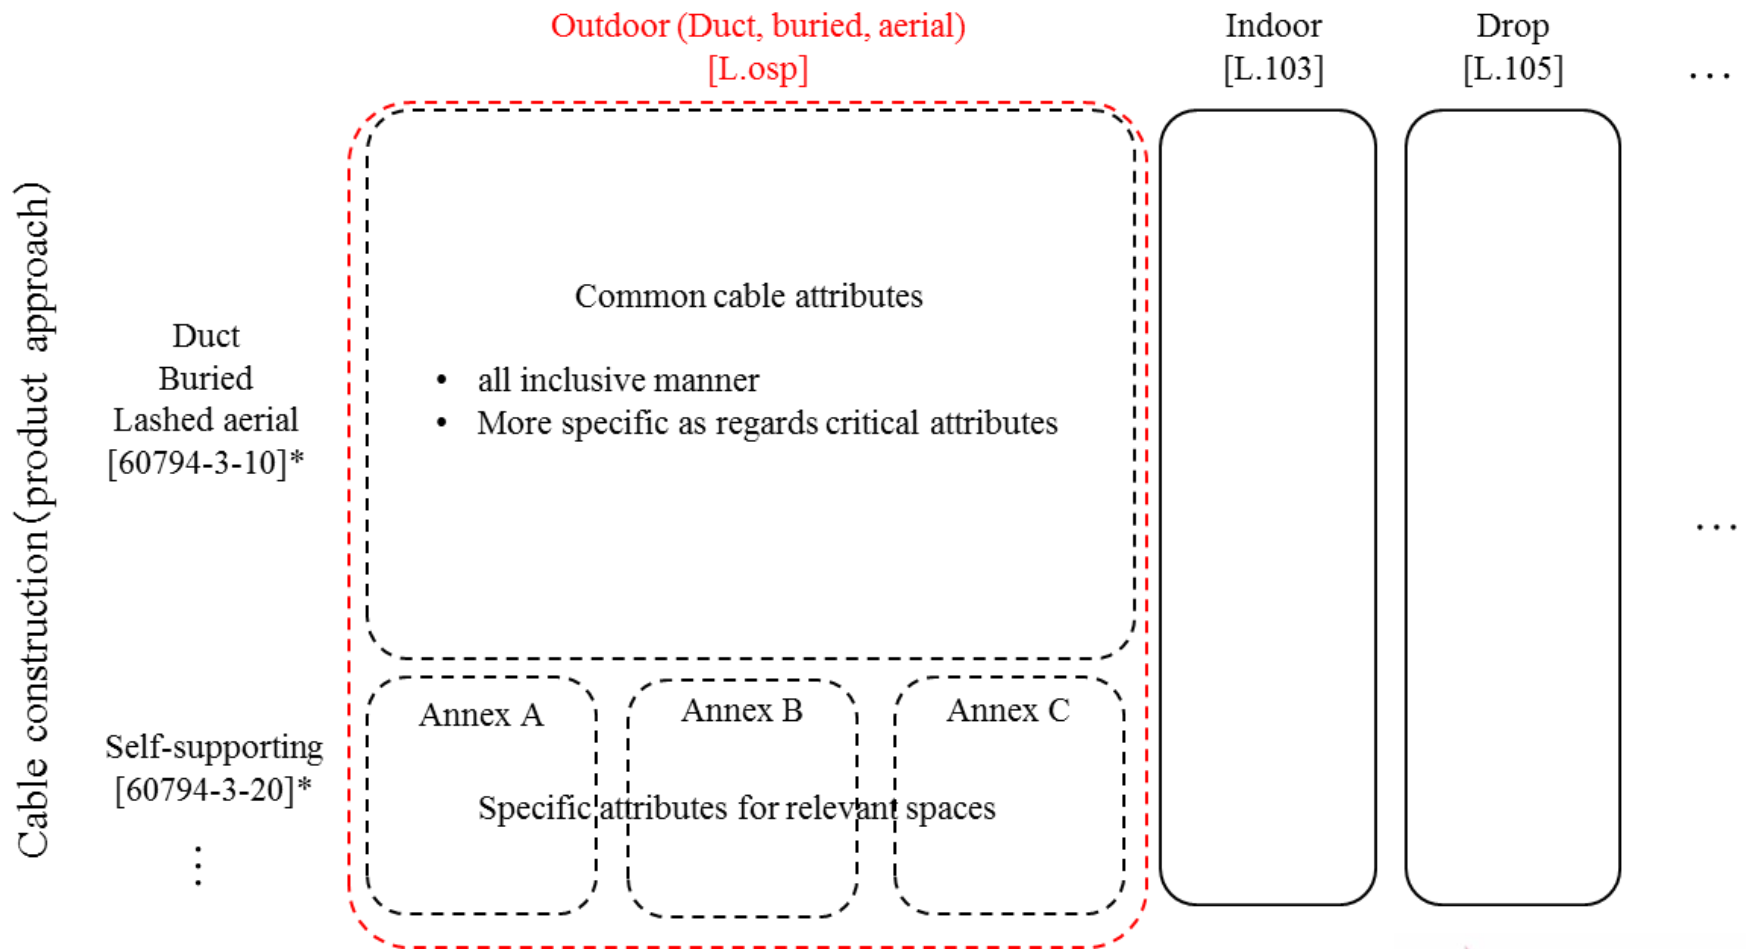 Outdoor (Duct, buried, aerial)
[L.osp]
Indoor
[L.103]
Drop
[L.105]
...
Cable construction(product approach)
Duct
Buried
Lashed aerial
[60794-3-10]*
Common cable attributes
• all inclusive manner
• More specific as regards critical attributes
...
Self-supporting
[60794-3-20]*
⋮
Annex A
Annex B
Annex C
Specific attributes for relevant spaces